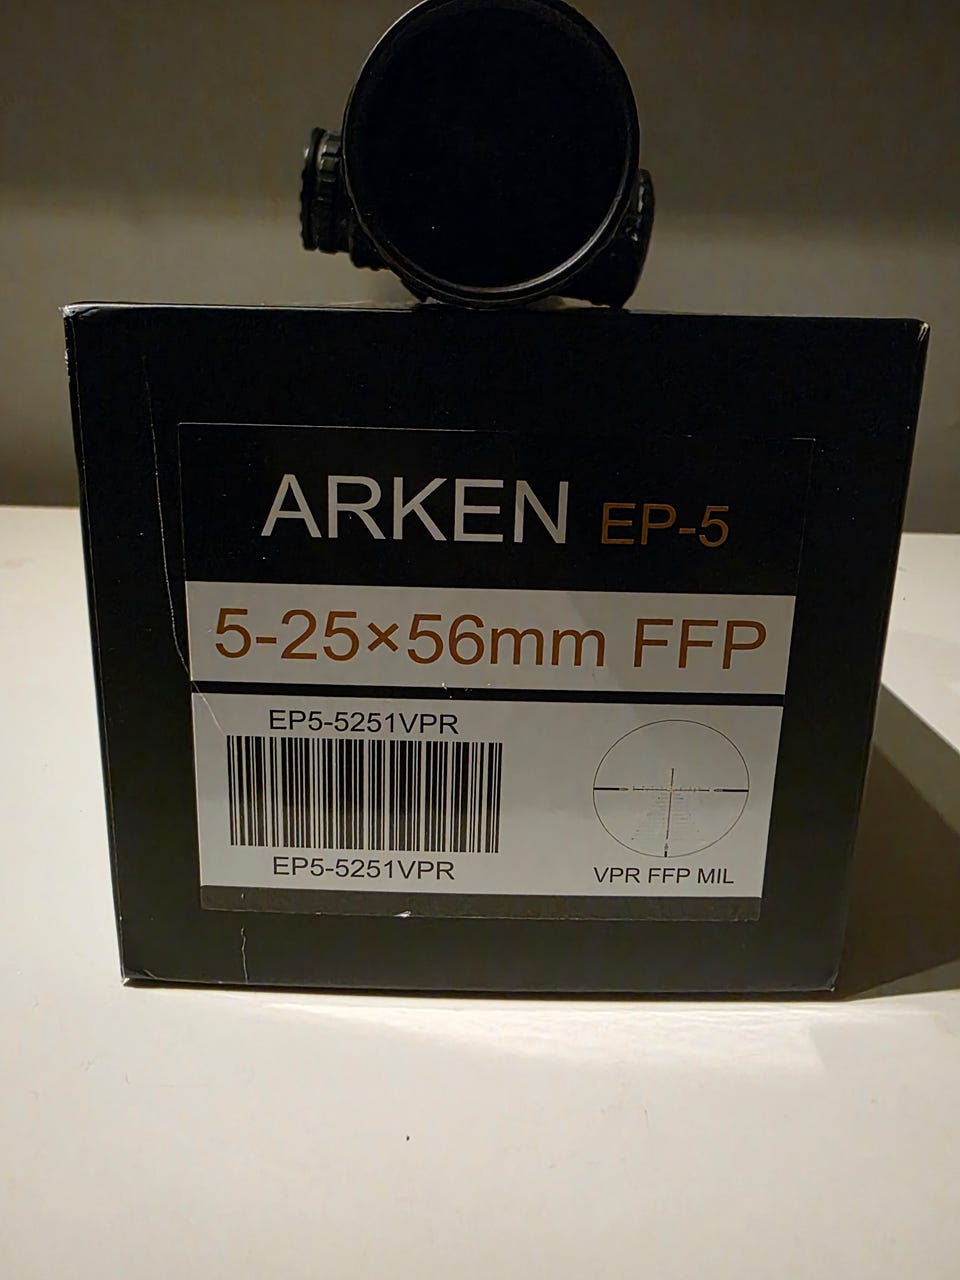 ARKEN EP-5
5-25×56mm FFP
EP5-5251VPR
EP5-5251VPR
VPR FFP MIL